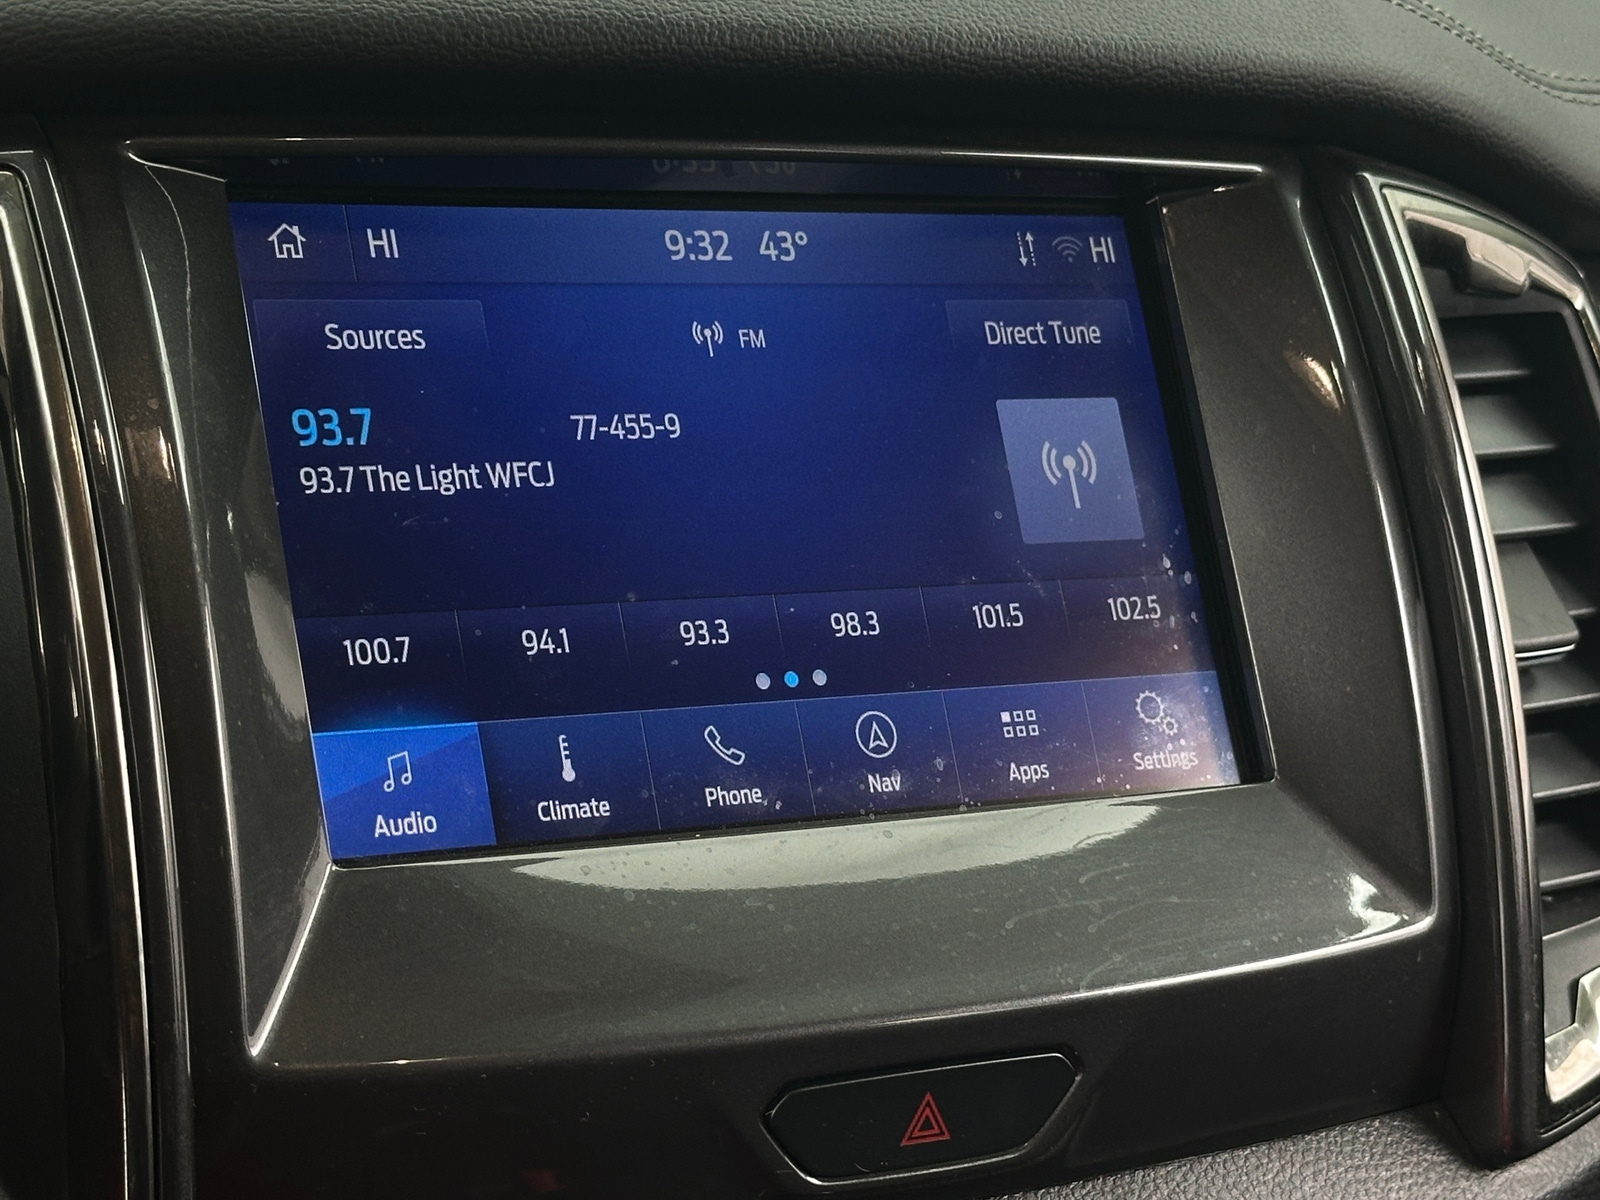 HI 9:32 43° HI
Sources FM Direct Tune
93.7 77-455-9
93.7 The Light WFCJ
100.7 94.1 93.3 98.3 101.5 102.5
Audio Climate Phone Nav Apps Settings